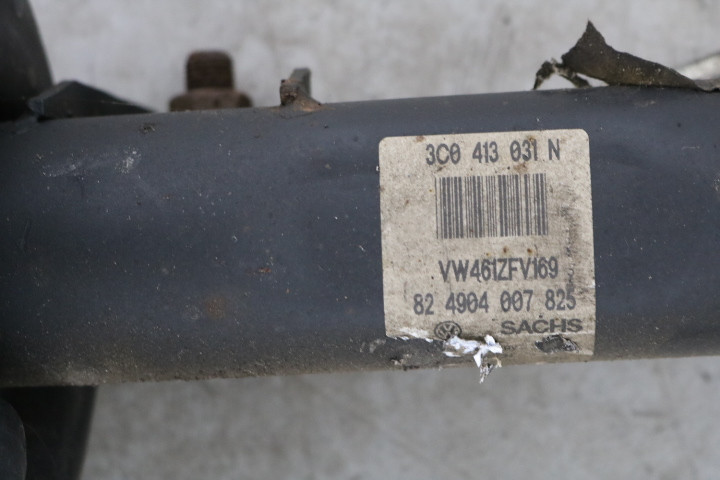 3C0 413 031 N
VW461ZFV169
82 4904 007 825
SACHS